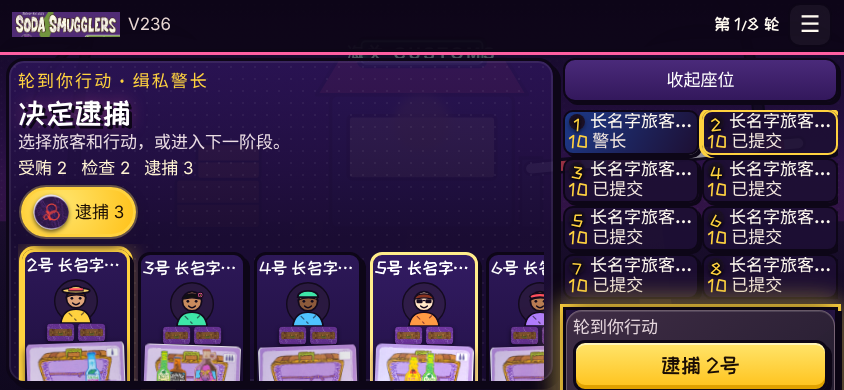 SODA SMUGGLERS V236
第 1/8 轮
轮到你行动 · 缉私警长
决定逮捕
选择旅客和行动，或进入下一阶段。
受贿 2 检查 2 逮捕 3
逮捕 3
2号 长名字…
3号 长名字…
4号 长名字…
5号 长名字…
6号 长名
收起座位
1 长名字旅客…
10 警长
2 长名字旅客…
10 已提交
3 长名字旅客…
10 已提交
4 长名字旅客…
10 已提交
5 长名字旅客…
10 已提交
6 长名字旅客…
10 已提交
7 长名字旅客…
10 已提交
8 长名字旅客…
10 已提交
轮到你行动
逮捕 2号